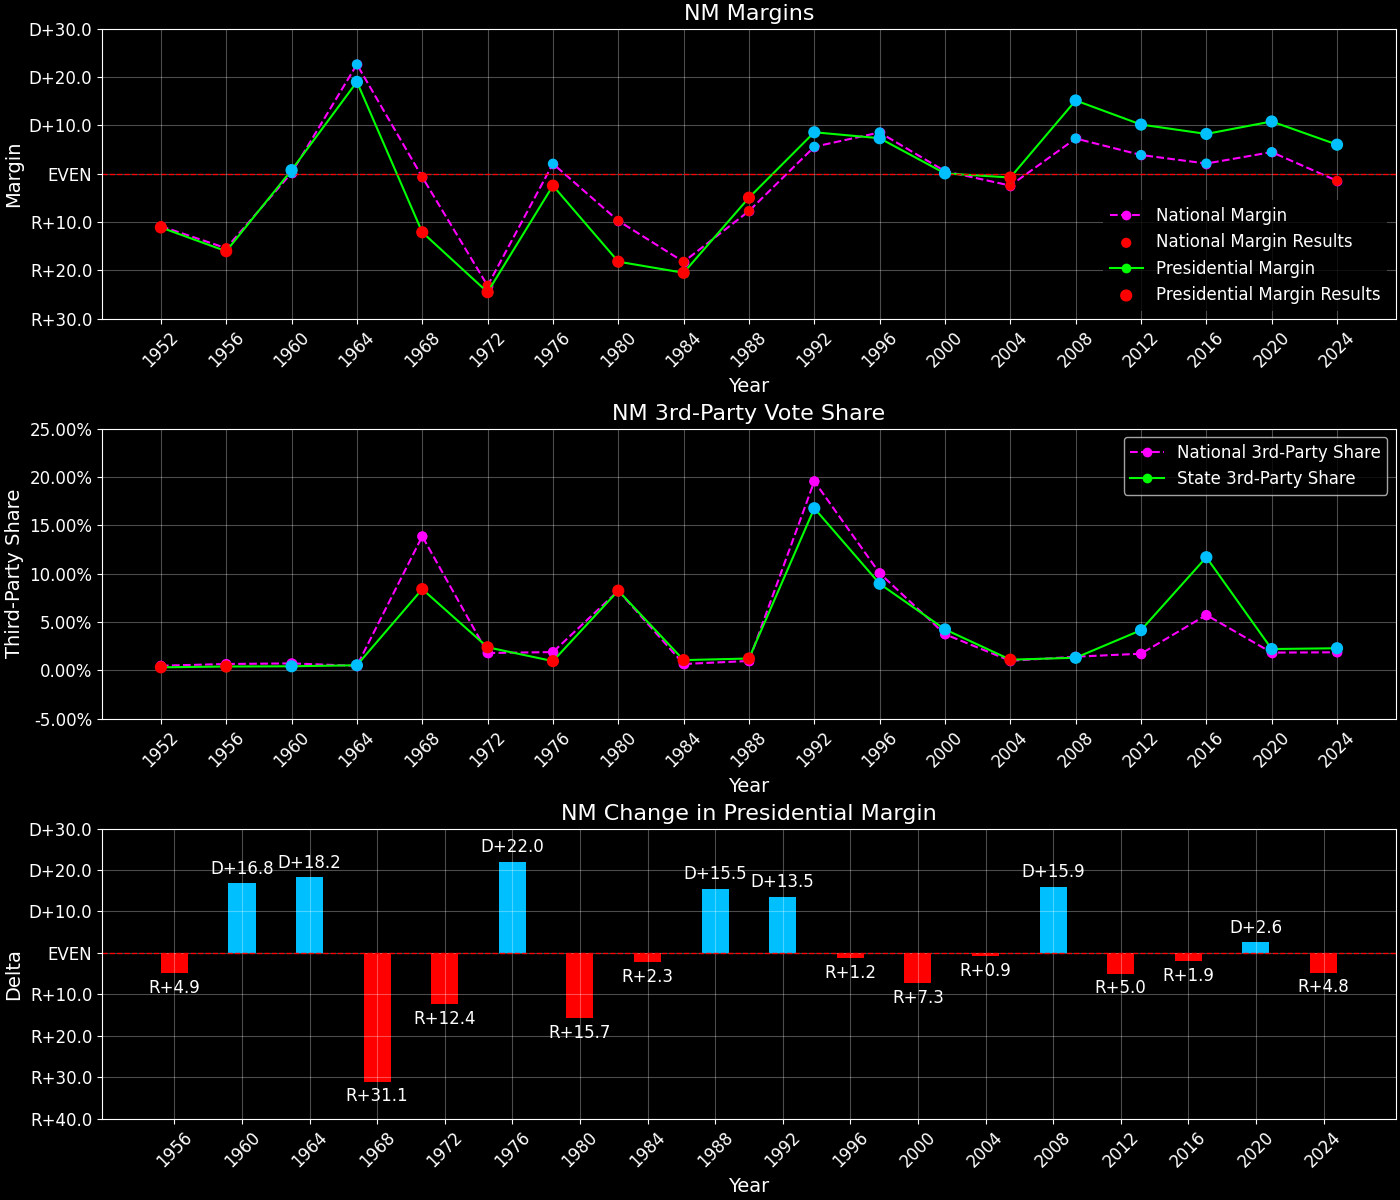 NM Margins
D+30.0
D+20.0
D+10.0
EVEN
R+10.0
R+20.0
R+30.0
Margin
National Margin
National Margin Results
Presidential Margin
Presidential Margin Results
1952 1956 1960 1964 1968 1972 1976 1980 1984 1988 1992 1996 2000 2004 2008 2012 2016 2020 2024
Year
NM 3rd-Party Vote Share
25.00%
20.00%
15.00%
10.00%
5.00%
0.00%
-5.00%
Third-Party Share
National 3rd-Party Share
State 3rd-Party Share
1952 1956 1960 1964 1968 1972 1976 1980 1984 1988 1992 1996 2000 2004 2008 2012 2016 2020 2024
Year
NM Change in Presidential Margin
D+30.0
D+20.0
D+10.0
EVEN
R+10.0
R+20.0
R+30.0
R+40.0
Delta
R+4.9
D+16.8
D+18.2
R+31.1
R+12.4
D+22.0
R+15.7
R+2.3
D+15.5
D+13.5
R+1.2
R+7.3
R+0.9
D+15.9
R+5.0
R+1.9
D+2.6
R+4.8
1956 1960 1964 1968 1972 1976 1980 1984 1988 1992 1996 2000 2004 2008 2012 2016 2020 2024
Year